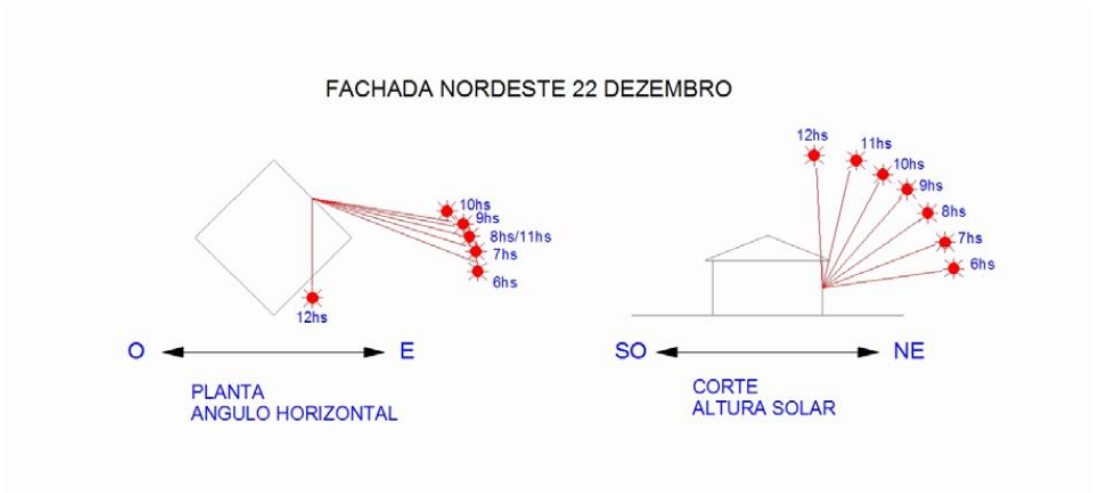 FACHADA NORDESTE 22 DEZEMBRO
10hs
9hs
8hs/11hs
7hs
6hs
12hs
O
E
PLANTA
ANGULO HORIZONTAL
12hs
11hs
10hs
9hs
8hs
7hs
6hs
SO
NE
CORTE
ALTURA SOLAR